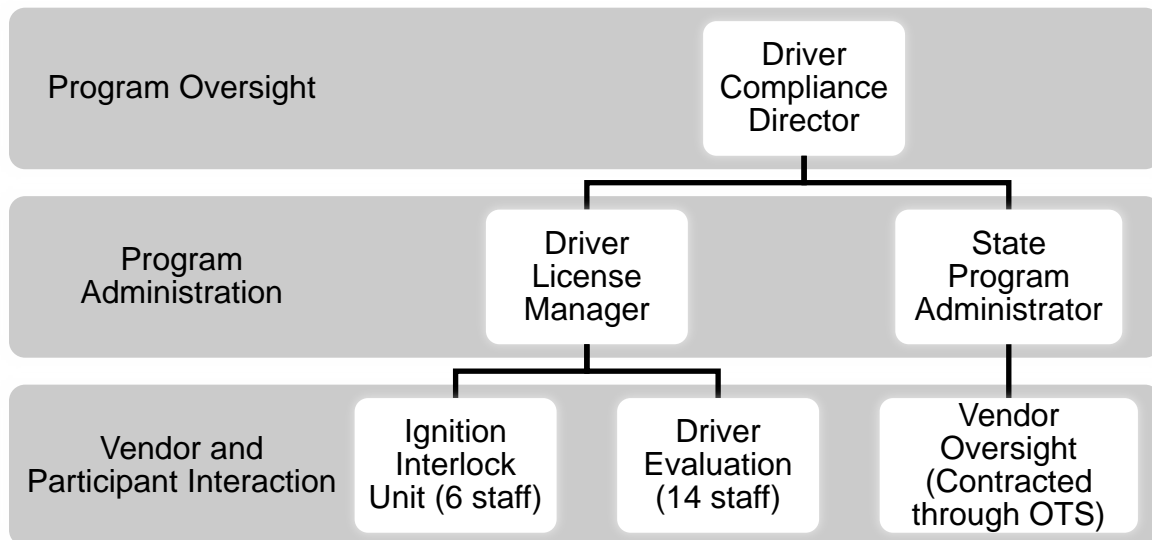 Program Oversight
Driver
Compliance
Director
Program
Administration
Driver
License
Manager
State
Program
Administrator
Vendor and
Participant Interaction
Ignition
Interlock
Unit (6 staff)
Driver
Evaluation
(14 staff)
Vendor
Oversight
(Contracted
through OTS)